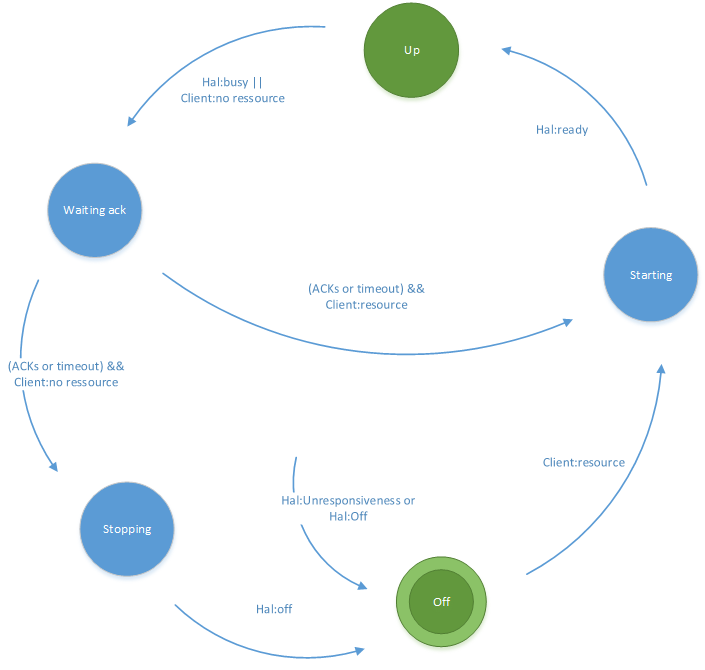 Up
Hal:busy ||
Client:no ressource
Hal:ready
Waiting ack
Starting
(ACKs or timeout) &&
Client:resource
(ACKs or timeout) &&
Client:no ressource
Client:resource
Hal:Unresponsiveness or
Hal:Off
Stopping
Off
Hal:off